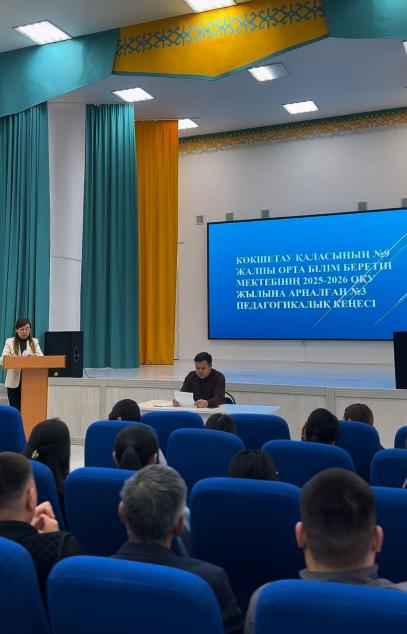 КӨКШЕТАУ ҚАЛАСЫНЫҢ №9
ЖАЛПЫ ОРТА БІЛІМ БЕРЕТІН
МЕКТЕБІНІҢ 2025-2026 ОҚУ
ЖЫЛЫНА АРНАЛҒАН №3
ПЕДАГОГИКАЛЫҚ КЕҢЕСІ